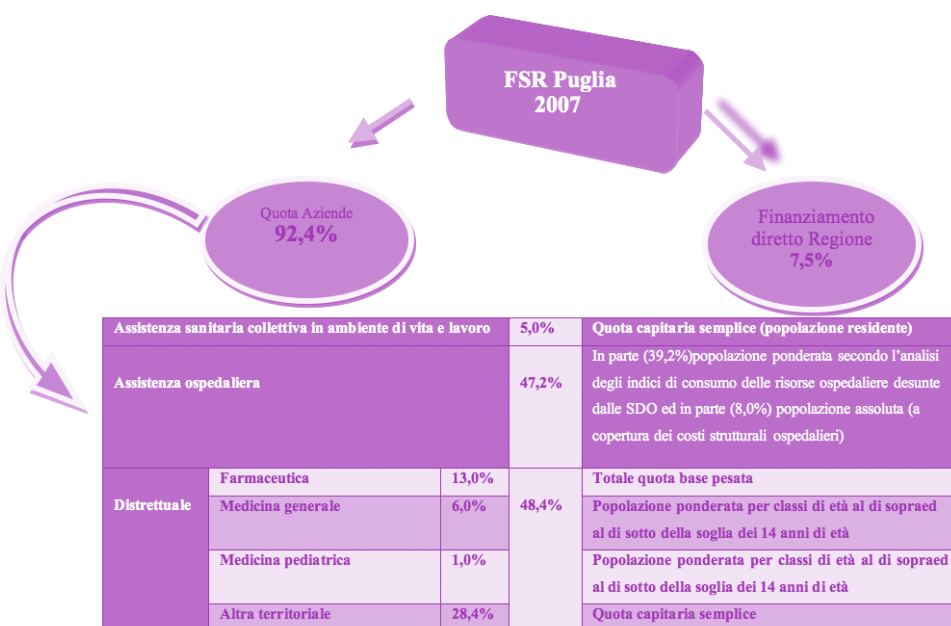 FSR Puglia
2007
Quota Aziende
92,4%
Finanziamento
diretto Regione
7,5%
Assistenza sanitaria collettiva in ambiente di vita e lavoro 5,0% Quota capitaria semplice (popolazione residente)
Assistenza ospedaliera 47,2% In parte (39,2%)popolazione ponderata secondo l'analisi
degli indici di consumo delle risorse ospedaliere desunte
dalle SDO ed in parte (8,0%) popolazione assoluta (a
copertura dei costi strutturali ospedalieri)
Distrettuale Farmaceutica 13,0% 48,4% Totale quota base pesata
Medicina generale 6,0% Popolazione ponderata per classi di età al di sopraed
al di sotto della soglia dei 14 anni di età
Medicina pediatrica 1,0% Popolazione ponderata per classi di età al di sopraed
al di sotto della soglia dei 14 anni di età
Altra territoriale 28,4% Quota capitaria semplice